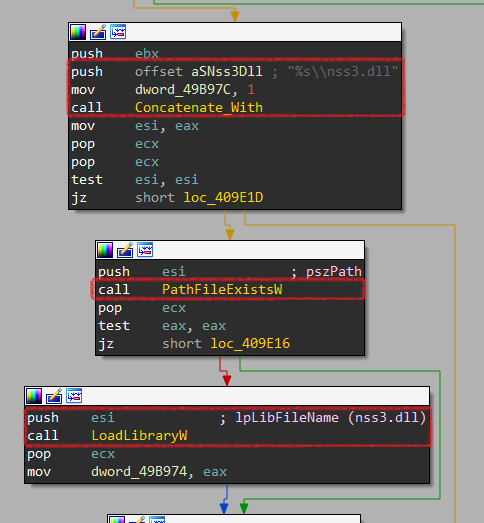 push ebx
push offset aSNss3Dll ; "%s\\nss3.dll"
mov dword_49B97C, 1
call Concatenate_With
mov esi, eax
pop ecx
pop ecx
test esi, esi
jz short loc_409E1D
push esi ; pszPath
call PathFileExistsW
pop ecx
test eax, eax
jz short loc_409E16
push esi ; lpLibFileName (nss3.dll)
call LoadLibraryW
pop ecx
mov dword_49B974, eax